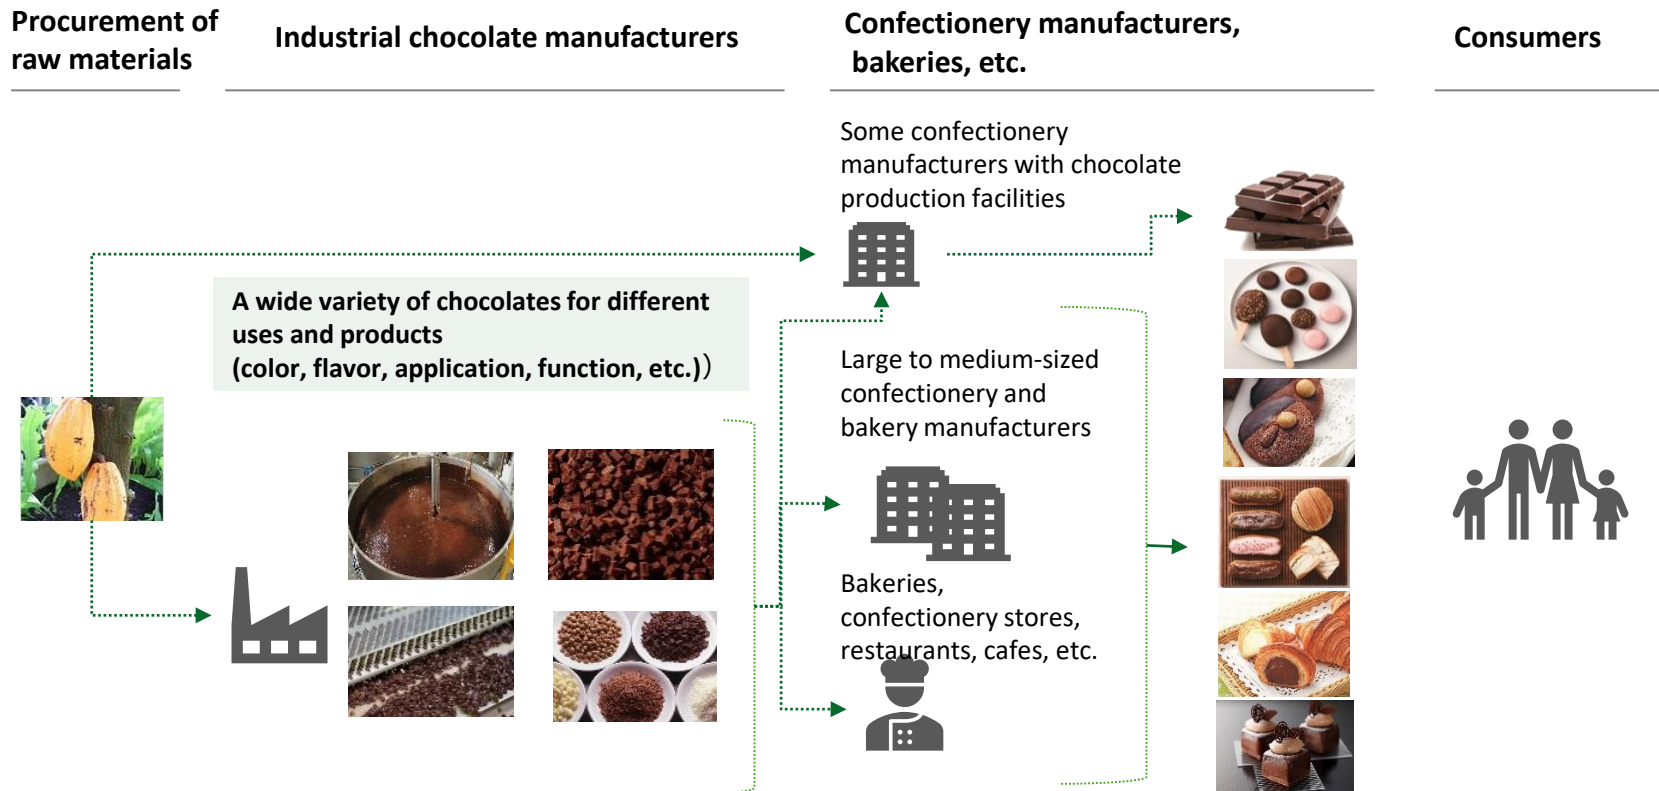 Procurement of
raw materials
Industrial chocolate manufacturers
Confectionery manufacturers,
bakeries, etc.
Consumers
Some confectionery
manufacturers with chocolate
production facilities
A wide variety of chocolates for different
uses and products
(color, flavor, application, function, etc.)）
Large to medium-sized
confectionery and
bakery manufacturers
Bakeries,
confectionery stores,
restaurants, cafes, etc.